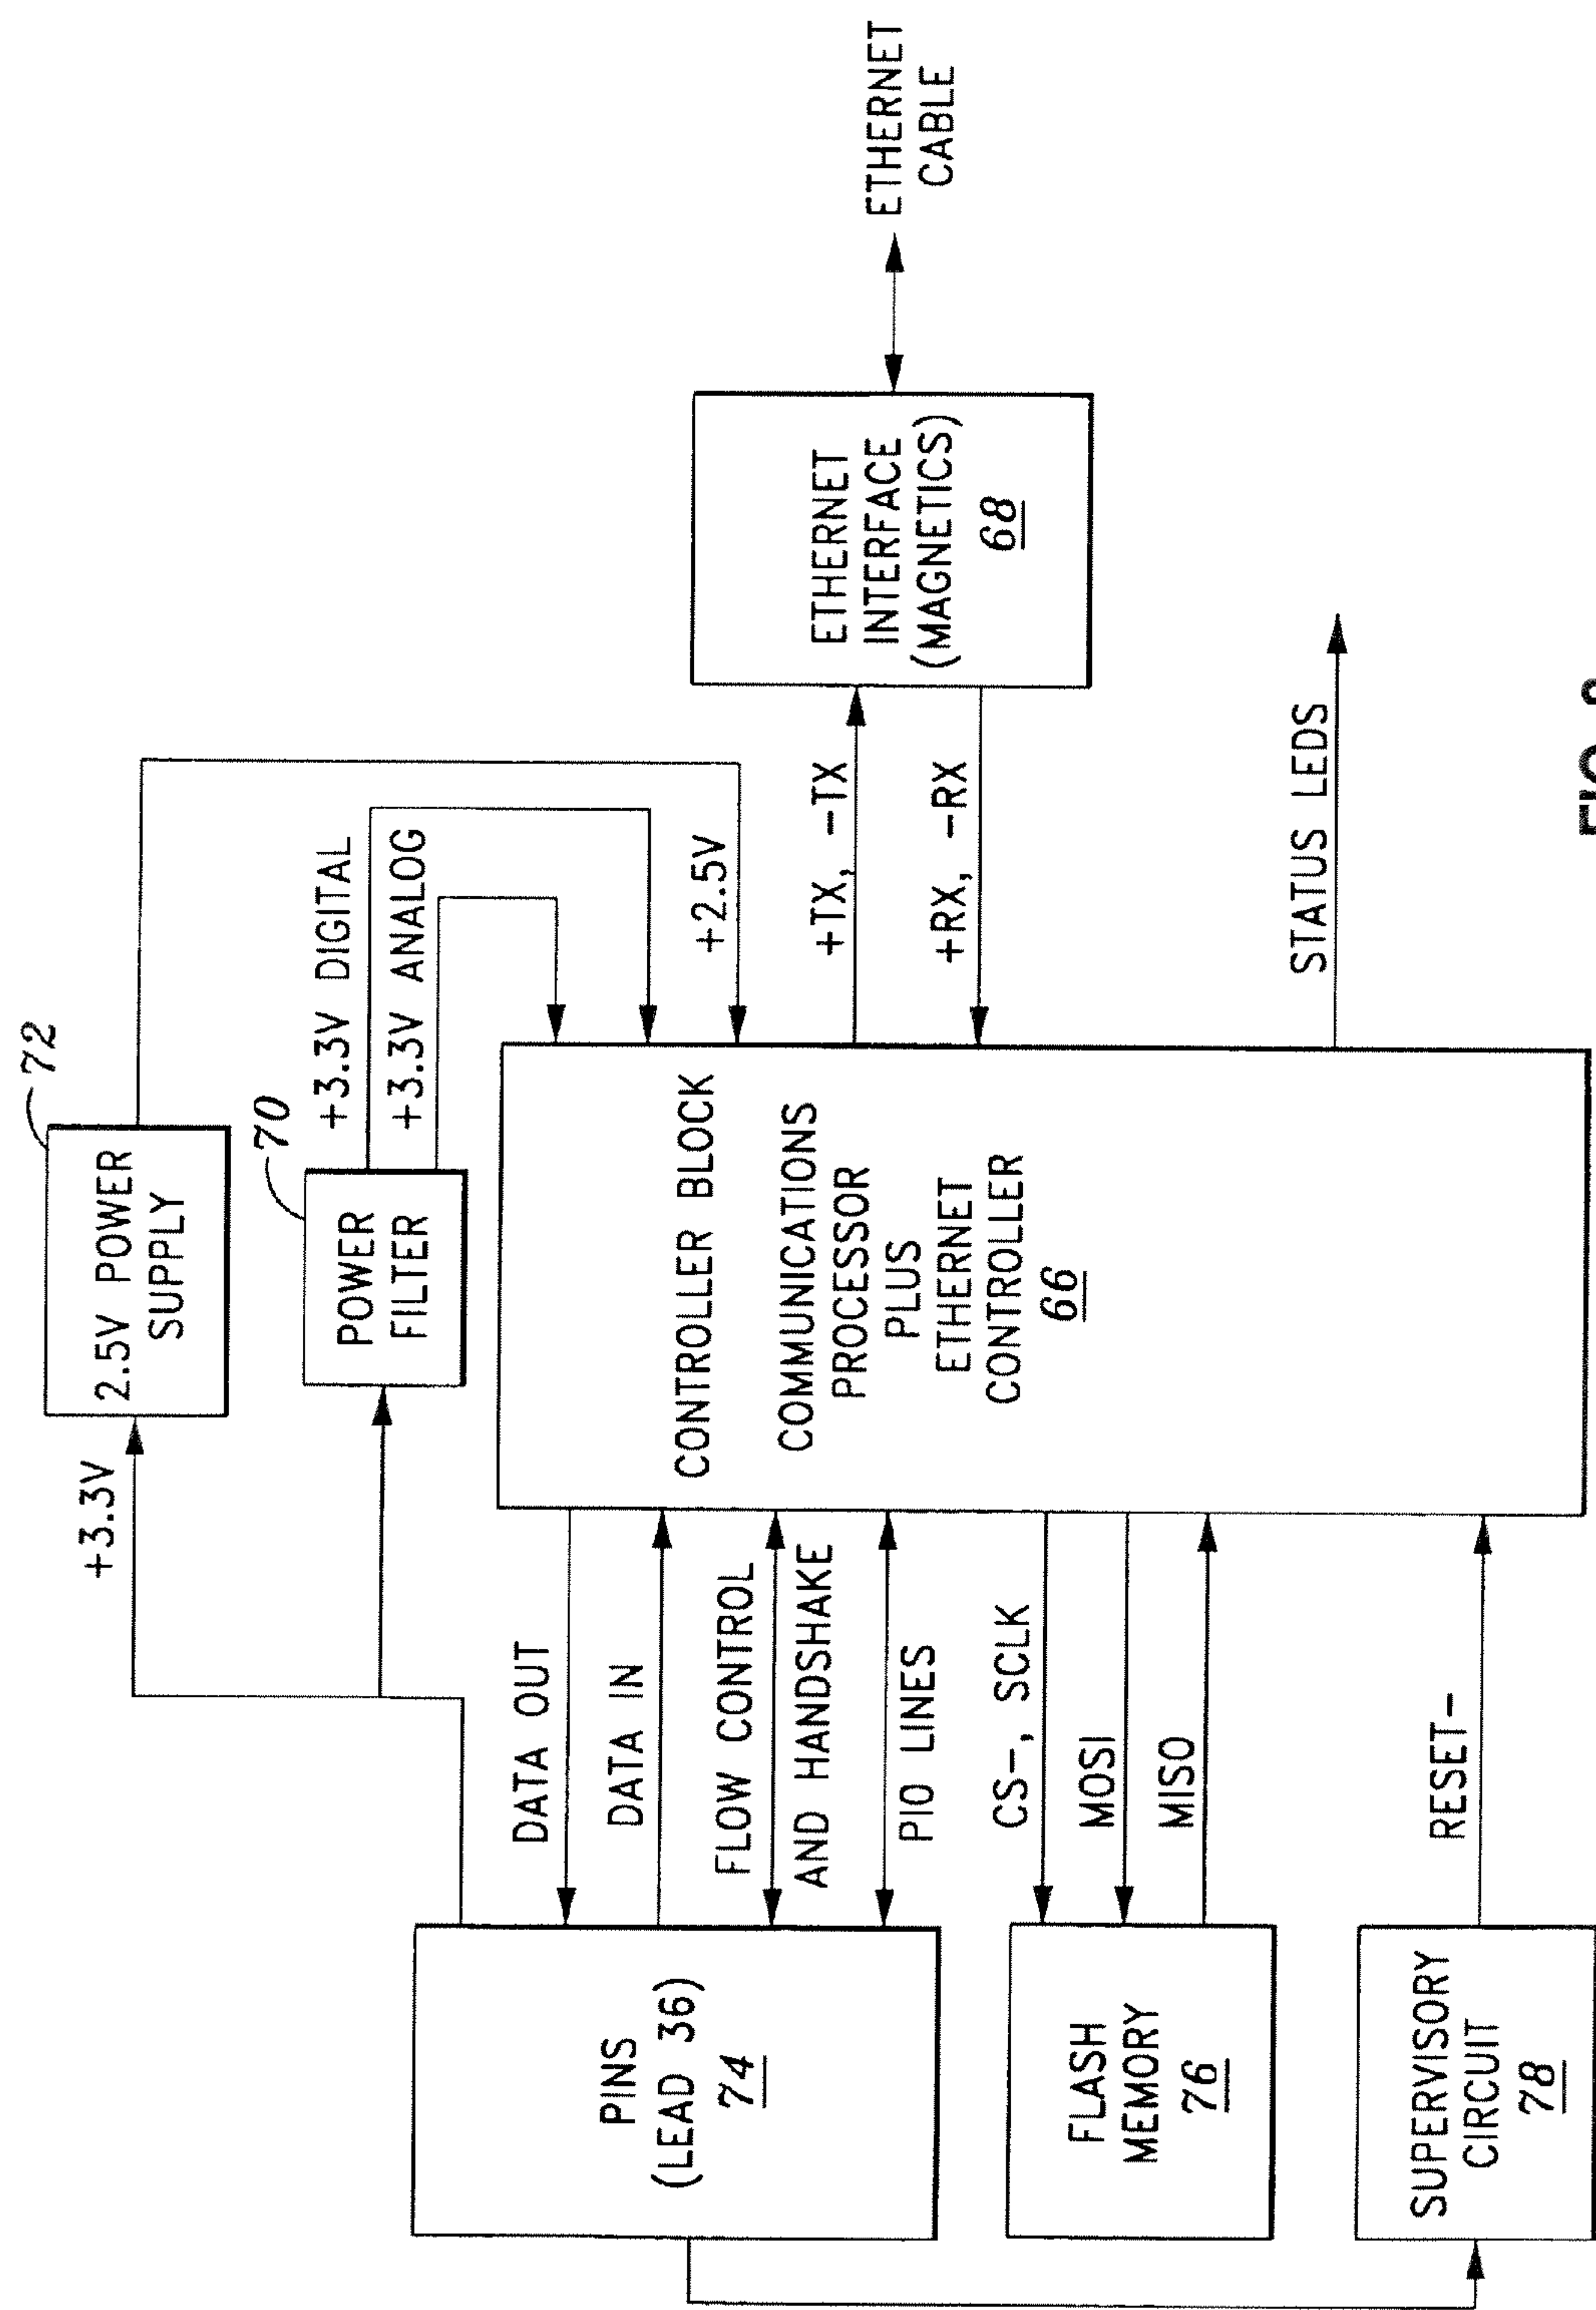 72
2.5V POWER
SUPPLY
+3.3V
70
POWER
FILTER
+3.3V DIGITAL
+3.3V ANALOG
+2.5V
PINS
(LEAD 36)
74
DATA OUT
DATA IN
FLOW CONTROL
AND HANDSHAKE
PIO LINES
CONTROLLER BLOCK
COMMUNICATIONS
PROCESSOR
PLUS
ETHERNET
CONTROLLER
66
+TX, -TX
+RX, -RX
ETHERNET
INTERFACE
(MAGNETICS)
68
ETHERNET
CABLE
FLASH
MEMORY
76
CS-, SCLK
MOSI
MISO
SUPERVISORY
CIRCUIT
78
RESET-
STATUS LEDS